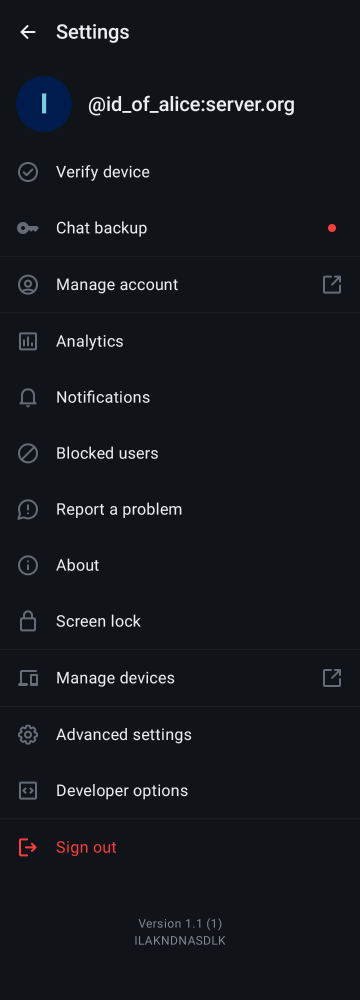 Settings
I
@id_of_alice:server.org
Verify device
Chat backup
Manage account
Analytics
Notifications
Blocked users
Report a problem
About
Screen lock
Manage devices
Advanced settings
Developer options
Sign out
Version 1.1 (1)
ILAKNDNASDLK